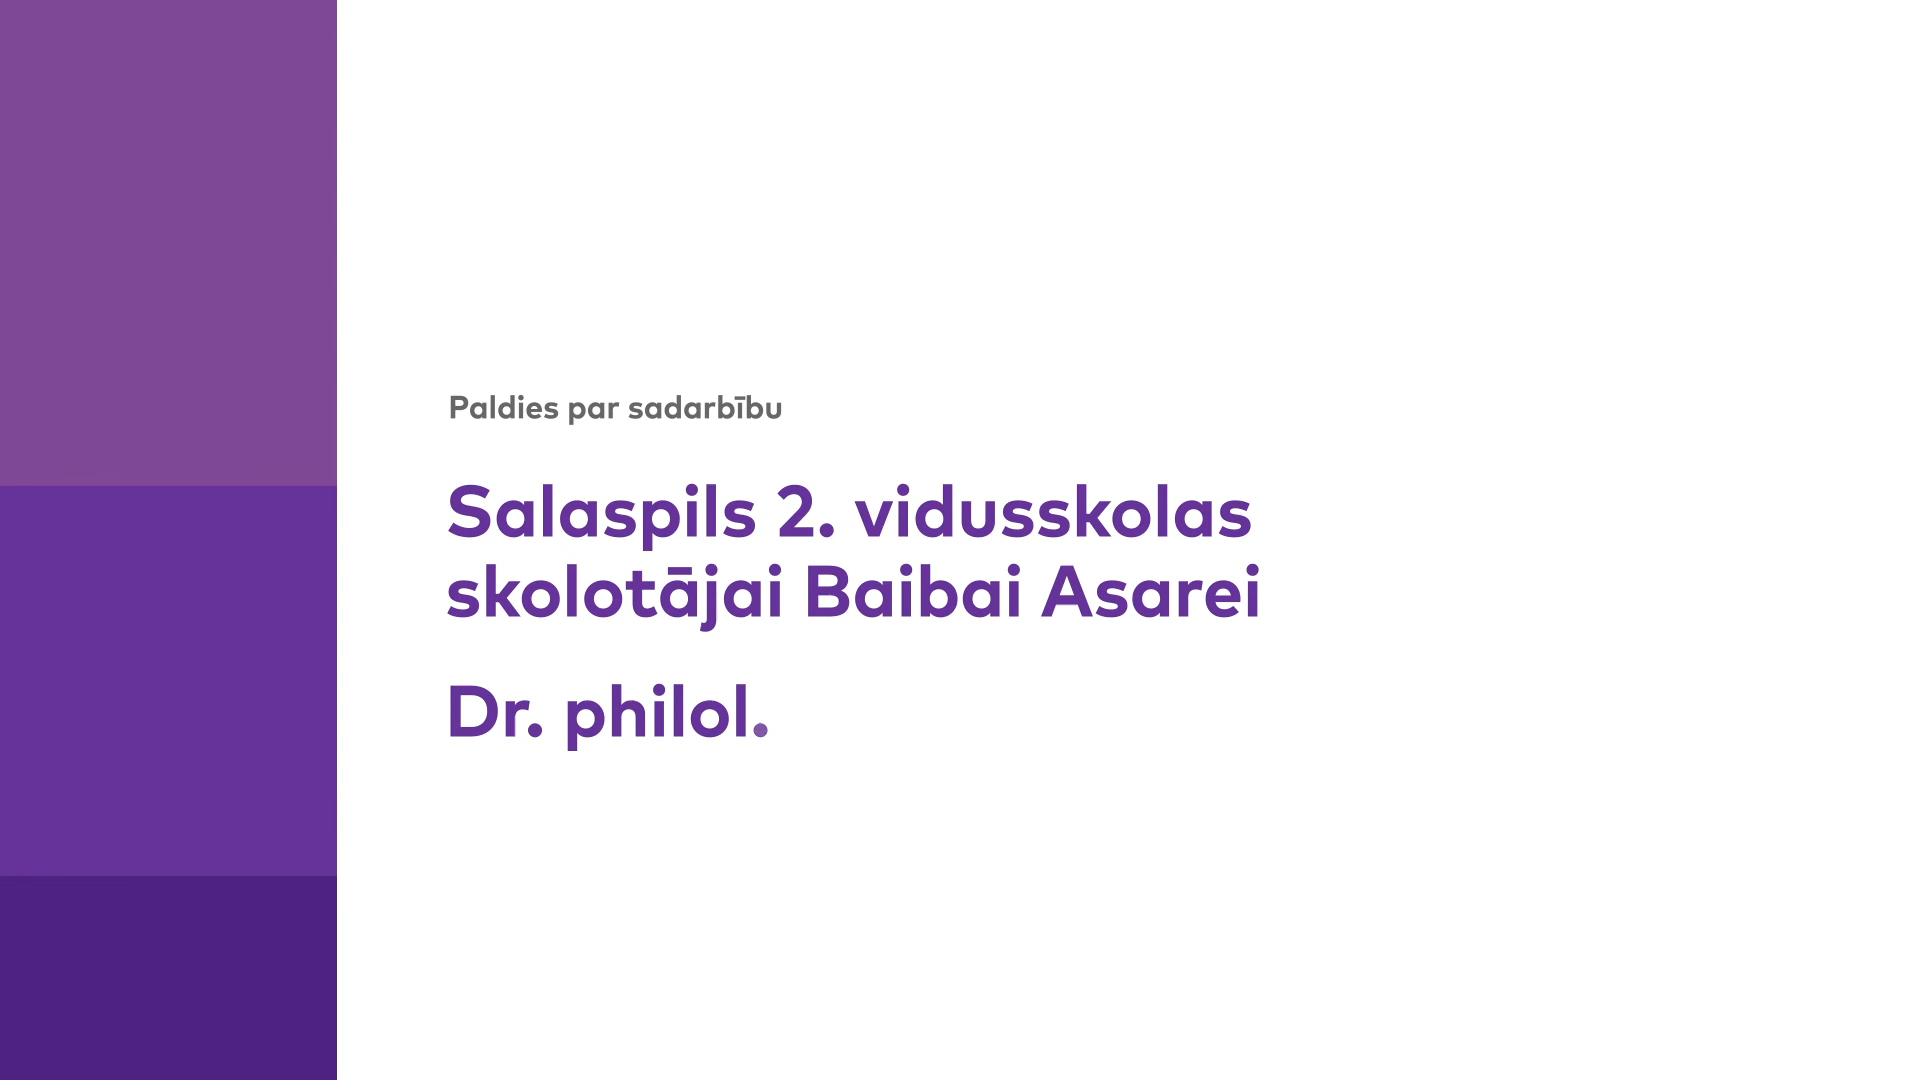 Paldies par sadarbību
Salaspils 2. vidusskolas
skolotājai Baibai Asarei
Dr. philol.